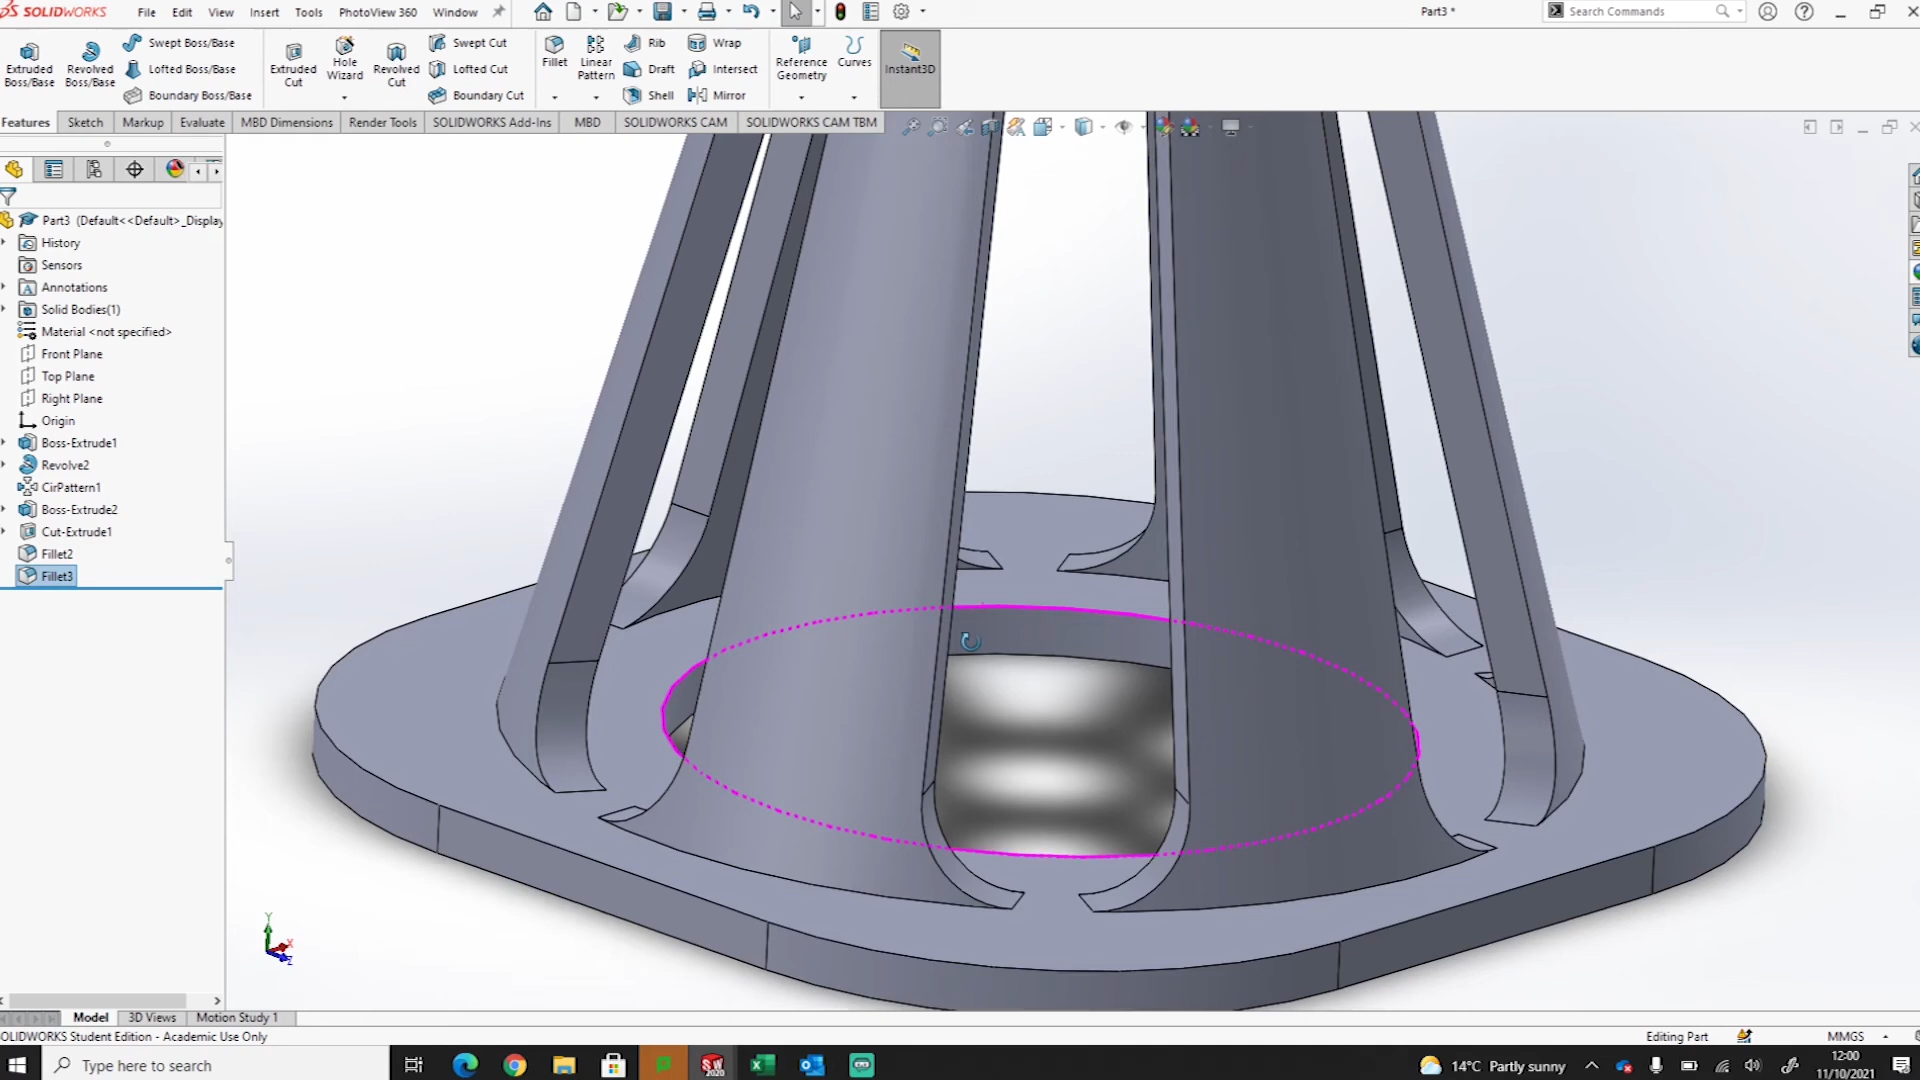 SOLIDWORKS File Edit View Insert Tools PhotoView 360 Window Part3 * Search Commands
Extruded Boss/Base Revolved Boss/Base Swept Boss/Base Lofted Boss/Base Boundary Boss/Base Extruded Cut Hole Wizard Revolved Cut Swept Cut Lofted Cut Boundary Cut Fillet Linear Pattern Rib Draft Shell Wrap Intersect Mirror Reference Geometry Curves Instant3D
Features Sketch Markup Evaluate MBD Dimensions Render Tools SOLIDWORKS Add-Ins MBD SOLIDWORKS CAM SOLIDWORKS CAM TBM
Part3 (Default<<Default>_Display
History
Sensors
Annotations
Solid Bodies(1)
Material <not specified>
Front Plane
Top Plane
Right Plane
Origin
Boss-Extrude1
Revolve2
CirPattern1
Boss-Extrude2
Cut-Extrude1
Fillet2
Fillet3
Y
X
Z
Model 3D Views Motion Study 1
OLIDWORKS Student Edition - Academic Use Only Editing Part MMGS
Type here to search SW 2020 14°C Partly sunny 12:00
11/10/2021